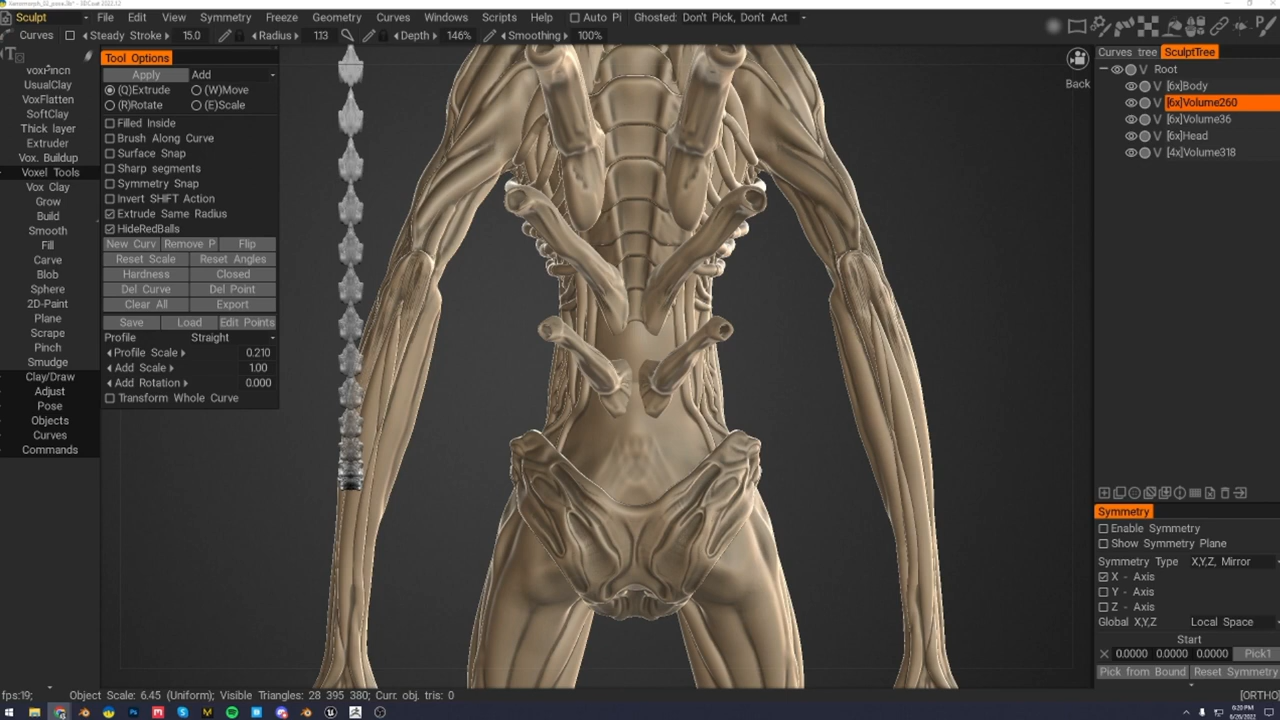 Sculpt File Edit View Symmetry Freeze Geometry Curves Windows Scripts Help Auto Pi Ghosted: Don't Pick, Don't Act
Curves Steady Stroke 15.0 Radius 113 Depth 146% Smoothing 100%
T
UsualClay
VoxFlatten
SoftClay
Thick layer
Extruder
Vox. Buildup
Voxel Tools
Vox Clay
Grow
Build
Smooth
Fill
Carve
Blob
Sphere
2D-Paint
Plane
Scrape
Pinch
Smudge
Clay/Draw
Adjust
Pose
Objects
Curves
Commands
Tool Options
Apply Add
(Q)Extrude (W)Move
(R)Rotate (E)Scale
Filled Inside
Brush Along Curve
Surface Snap
Sharp segments
Symmetry Snap
Invert SHIFT Action
Extrude Same Radius
HideRedBalls
New Curv Remove P Flip
Reset Scale Reset Angles
Hardness Closed
Del Curve Del Point
Clear All Export
Save Load Edit Points
Profile Straight
Profile Scale 0.210
Add Scale 1.00
Add Rotation 0.000
Transform Whole Curve
Back
Curves tree SculptTree
Root
V [6x]Body
V [6x]Volume260
V [6x]Volume36
V [6x]Head
V [4x]Volume318
Symmetry
Enable Symmetry
Show Symmetry Plane
Symmetry Type X,Y,Z, Mirror
X - Axis
Y - Axis
Z - Axis
Global X,Y,Z Local Space
Start
0.0000 0.0000 0.0000 Pick1
Pick from Bound Reset Symmetry
fps:19; Object Scale: 6.45 (Uniform); Visible Triangles: 28 395 380; Curr. obj. tris: 0 [ORTHO
6:20 PM
6/26/2022